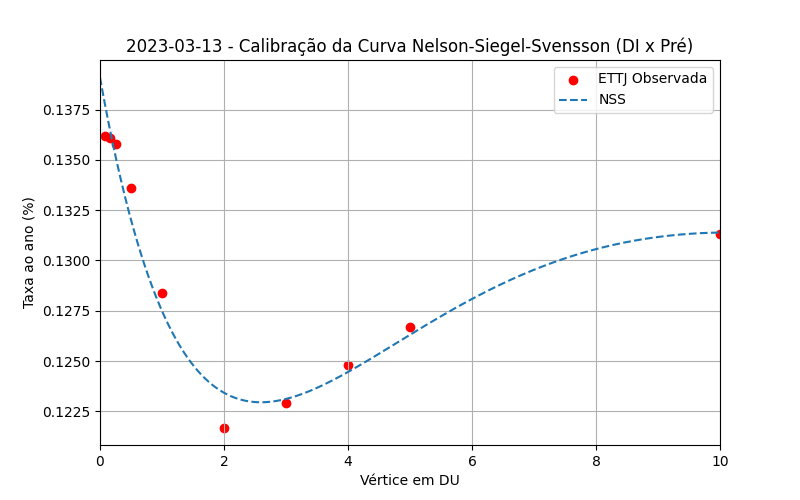 2023-03-13 - Calibração da Curva Nelson-Siegel-Svensson (DI x Pré)
ETTJ Observada
NSS
Taxa ao ano (%)
0.1375
0.1350
0.1325
0.1300
0.1275
0.1250
0.1225
0 2 4 6 8 10
Vértice em DU